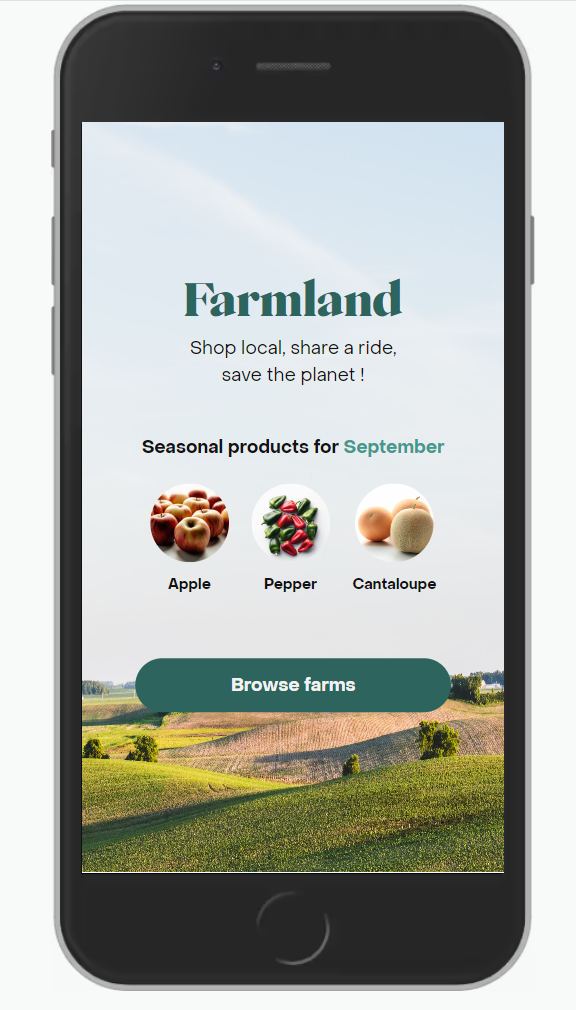 Farmland
Shop local, share a ride,
save the planet !
Seasonal products for September
Apple
Pepper
Cantaloupe
Browse farms